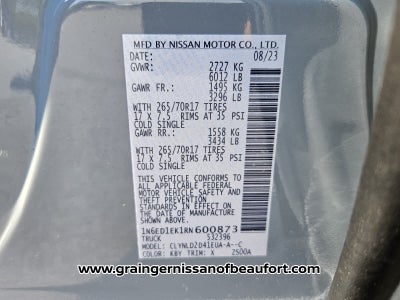 MFD BY NISSAN MOTOR CO., LTD.
DATE: 08/23
GVWR: 2727 KG
6012 LB
GAWR FR.: 1495 KG
3296 LB
WITH 265/70R17 TIRES
17 X 7.5 RIMS AT 35 PSI
COLD SINGLE
GAWR RR.: 1558 KG
3434 LB
WITH 265/70R17 TIRES
17 X 7.5 RIMS AT 35 PSI
COLD SINGLE
THIS VEHICLE CONFORMS TO ALL
APPLICABLE FEDERAL MOTOR
VEHICLE SAFETY AND THEFT
PREVENTION STANDARDS IN
EFFECT ON THE DATE OF
MANUFACTURE SHOWN ABOVE.
1N6ED1EK1RN600873
TRUCK 532396
MODEL: CLYNLDZD41EUA-A--C
COLOR: KBY TRIM: X 2500A
www.graingernissanofbeaufort.com